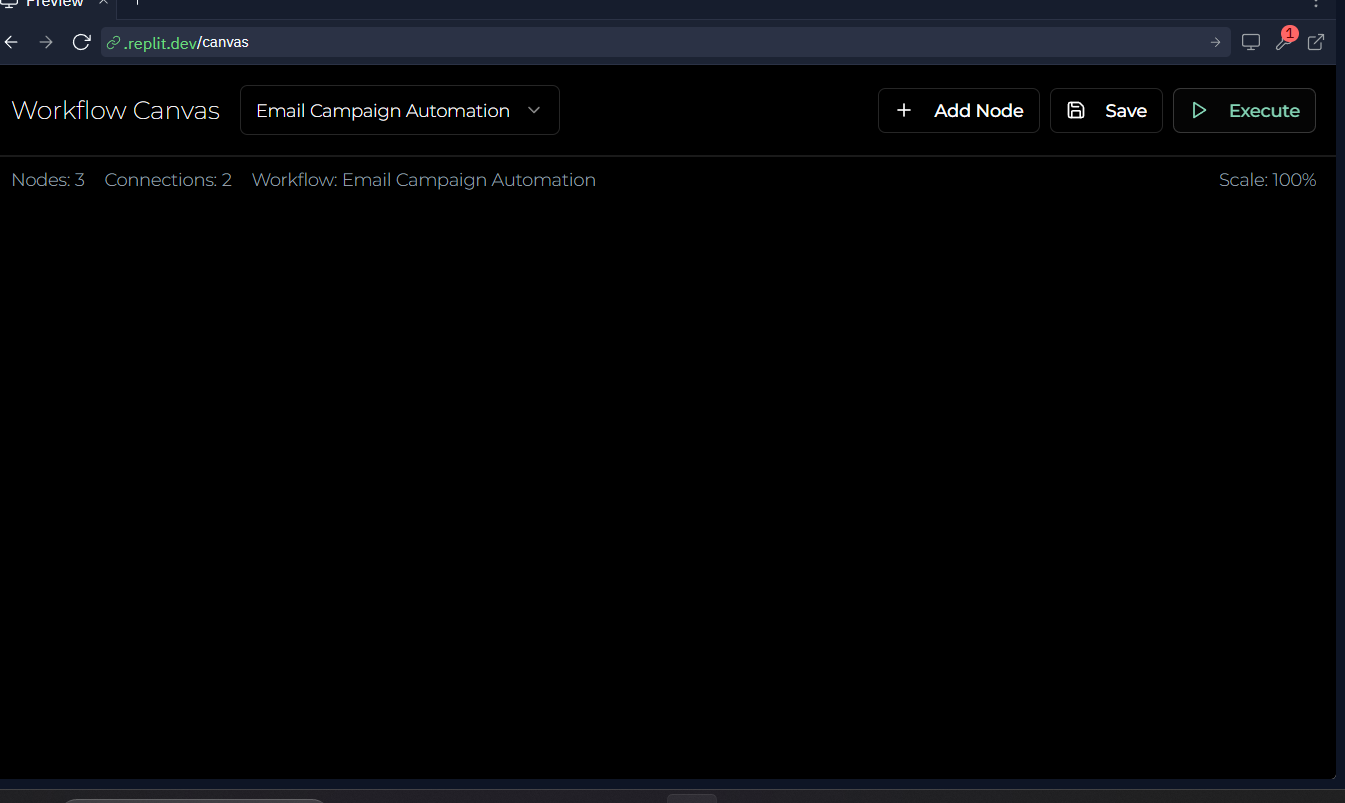 Preview
1
.replit.dev/canvas
Workflow Canvas
Email Campaign Automation
Add Node
Save
Execute
Nodes: 3 Connections: 2 Workflow: Email Campaign Automation
Scale: 100%